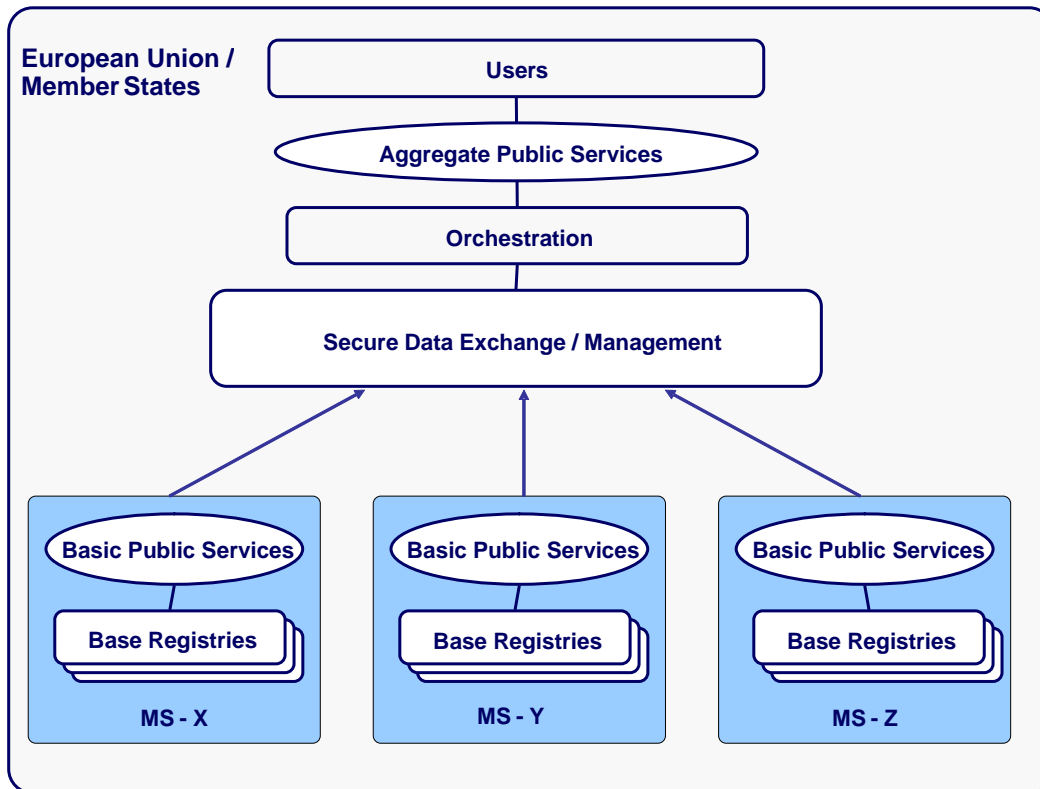 European Union /
Member States
Users
Aggregate Public Services
Orchestration
Secure Data Exchange / Management
Basic Public Services
Basic Public Services
Basic Public Services
Base Registries
Base Registries
Base Registries
MS - X
MS - Y
MS - Z